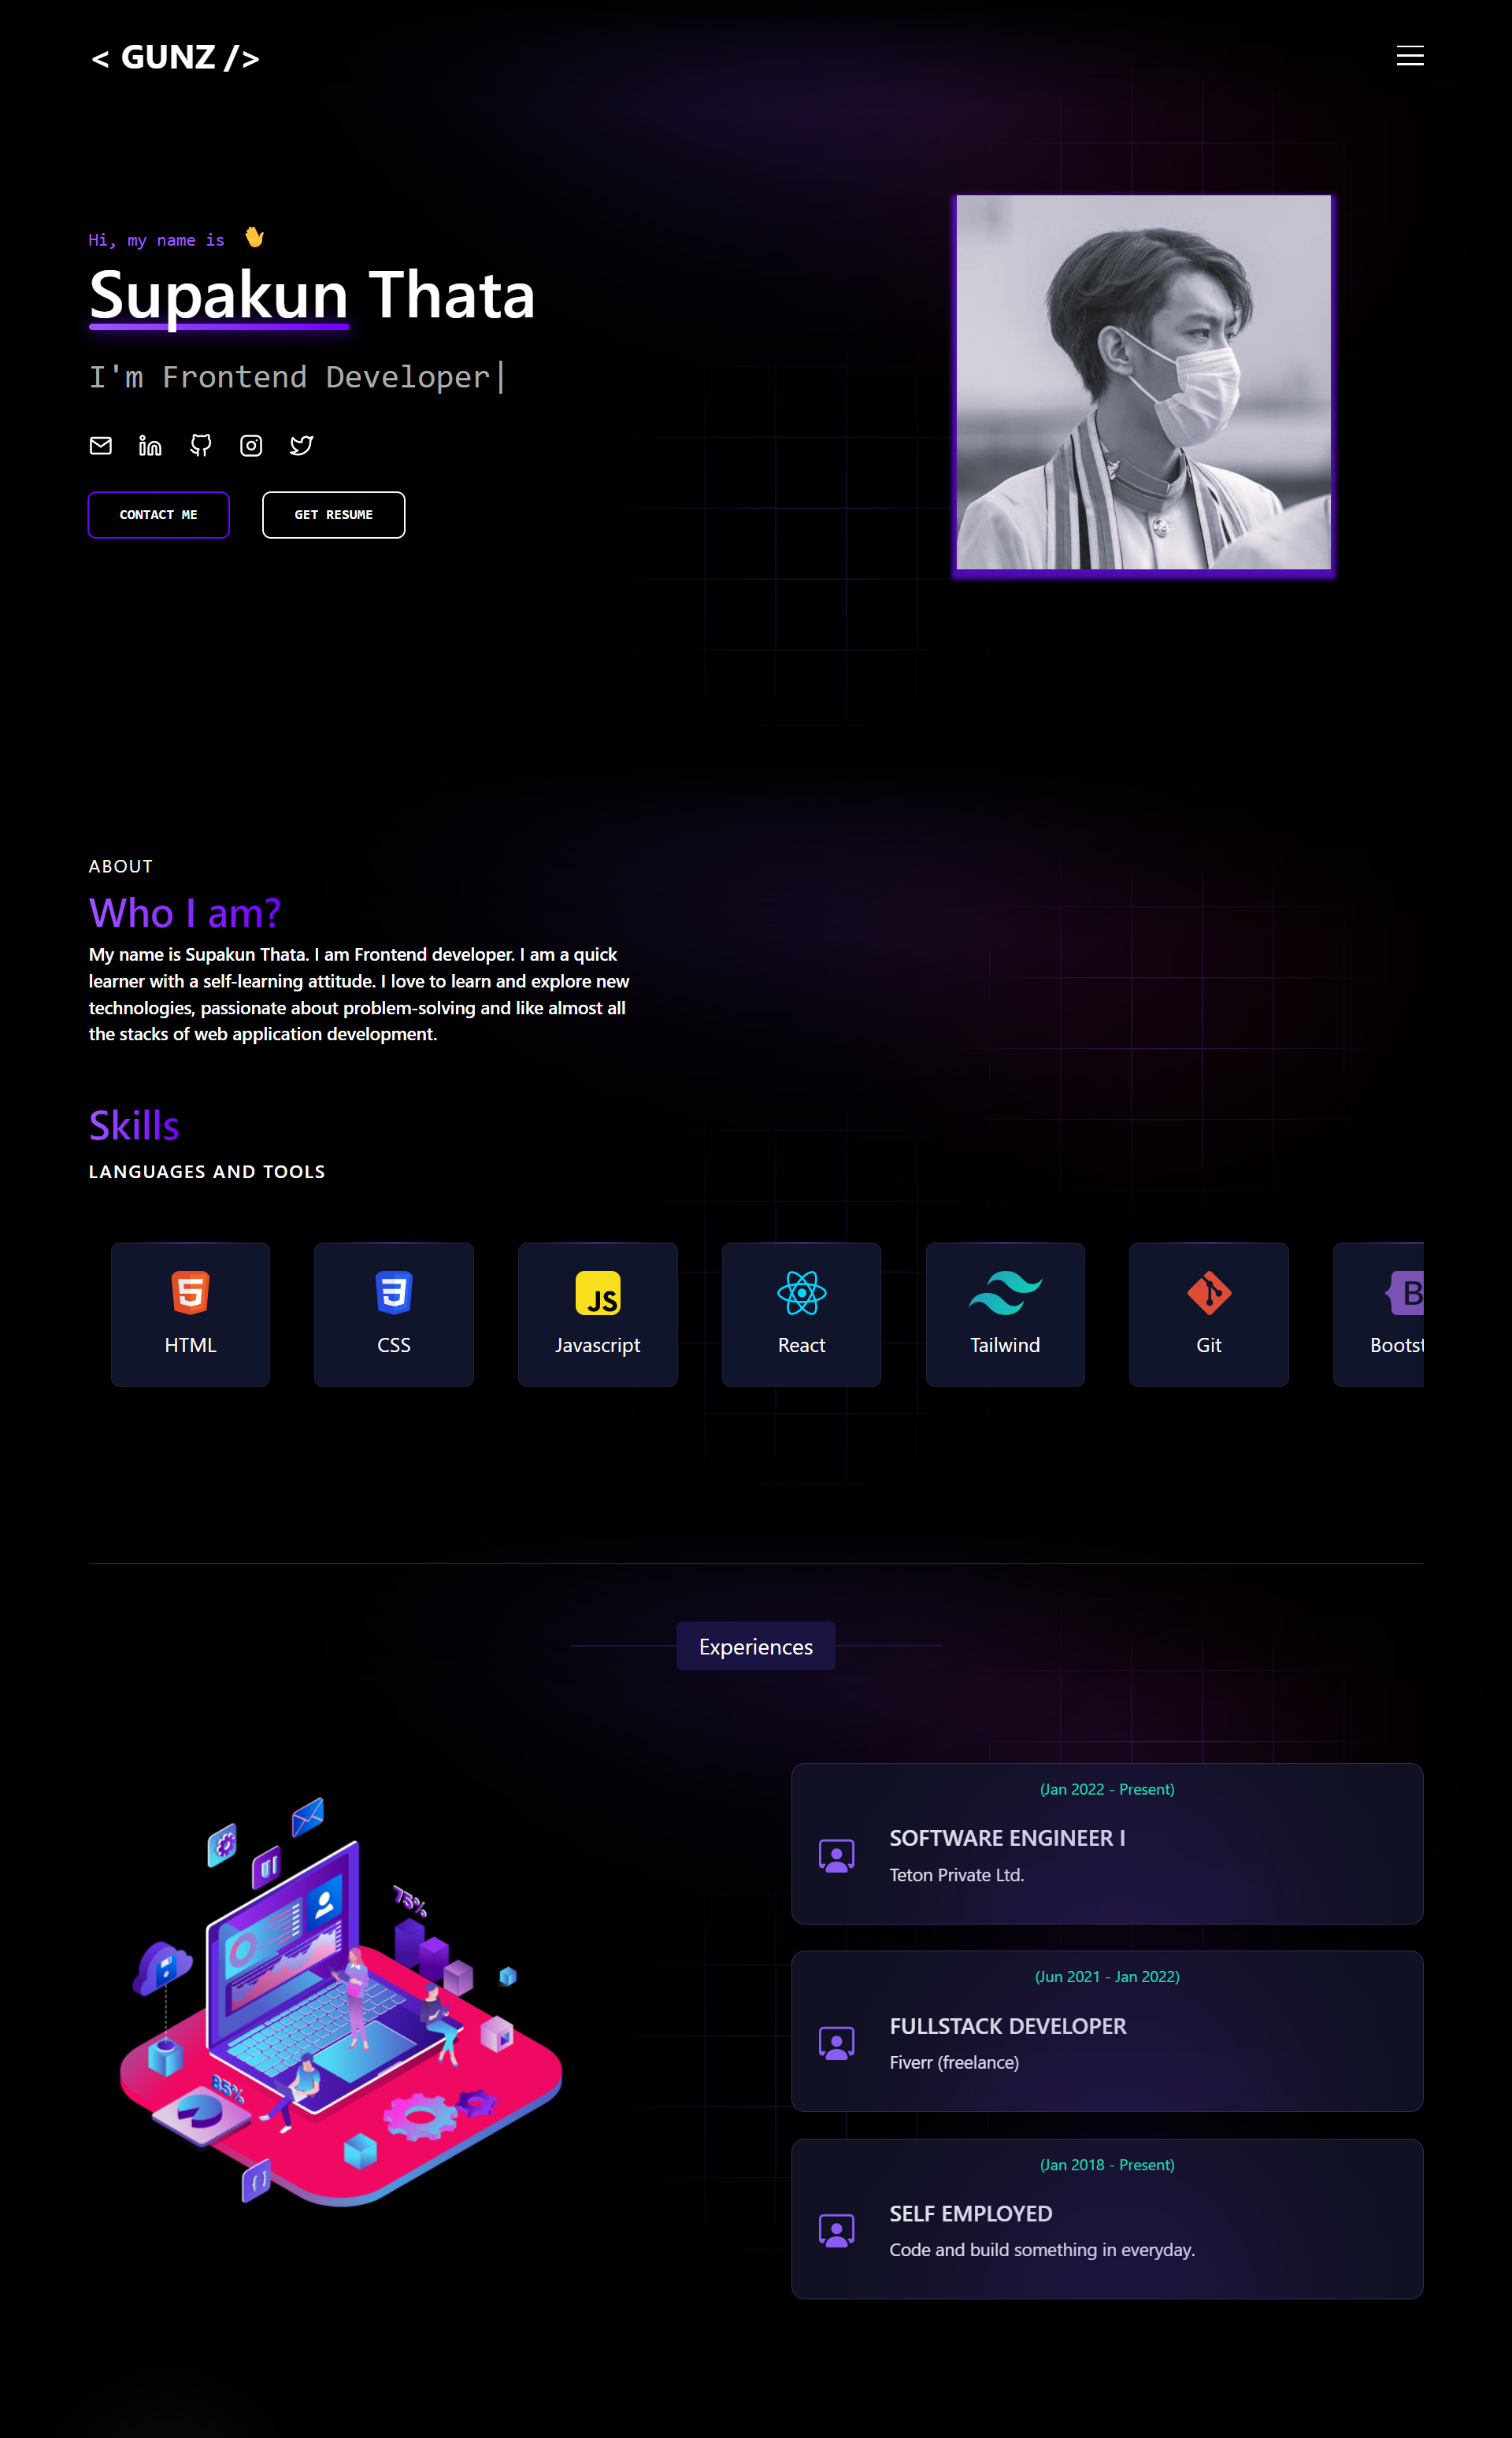 < GUNZ />
Hi, my name is 👋
Supakun Thata
I'm Frontend Developer|
CONTACT ME
GET RESUME
ABOUT
Who I am?
My name is Supakun Thata. I am Frontend developer. I am a quick
learner with a self-learning attitude. I love to learn and explore new
technologies, passionate about problem-solving and like almost all
the stacks of web application development.
Skills
LANGUAGES AND TOOLS
JS
B
HTML
CSS
Javascript
React
Tailwind
Git
Boots
Experiences
UI
75%
85%
{ }
(Jan 2022 - Present)
SOFTWARE ENGINEER I
Teton Private Ltd.
(Jun 2021 - Jan 2022)
FULLSTACK DEVELOPER
Fiverr (freelance)
(Jan 2018 - Present)
SELF EMPLOYED
Code and build something in everyday.